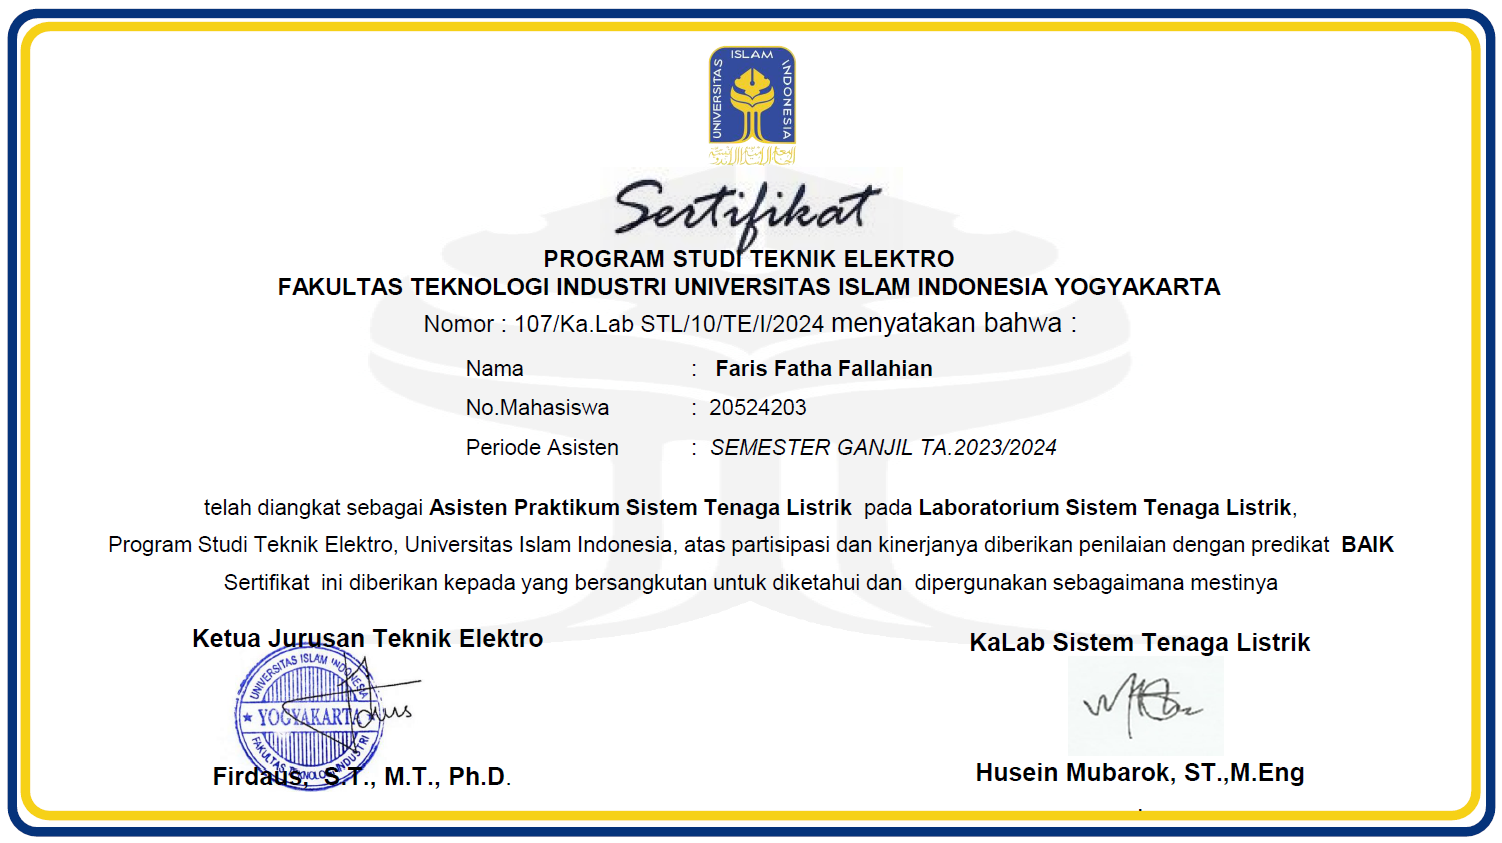 UNIVERSITAS ISLAM INDONESIA
Sertifikat
PROGRAM STUDI TEKNIK ELEKTRO
FAKULTAS TEKNOLOGI INDUSTRI UNIVERSITAS ISLAM INDONESIA YOGYAKARTA
Nomor : 107/Ka.Lab STL/10/TE/I/2024 menyatakan bahwa :
Nama : Faris Fatha Fallahian
No.Mahasiswa : 20524203
Periode Asisten : SEMESTER GANJIL TA.2023/2024
telah diangkat sebagai Asisten Praktikum Sistem Tenaga Listrik pada Laboratorium Sistem Tenaga Listrik,
Program Studi Teknik Elektro, Universitas Islam Indonesia, atas partisipasi dan kinerjanya diberikan penilaian dengan predikat BAIK
Sertifikat ini diberikan kepada yang bersangkutan untuk diketahui dan dipergunakan sebagaimana mestinya
Ketua Jurusan Teknik Elektro
UNIVERSITAS ISLAM INDONESIA
YOGYAKARTA
FAKULTAS TEKNOLOGI INDUSTRI
Firdaus, S.T., M.T., Ph.D.
KaLab Sistem Tenaga Listrik
Husein Mubarok, ST.,M.Eng